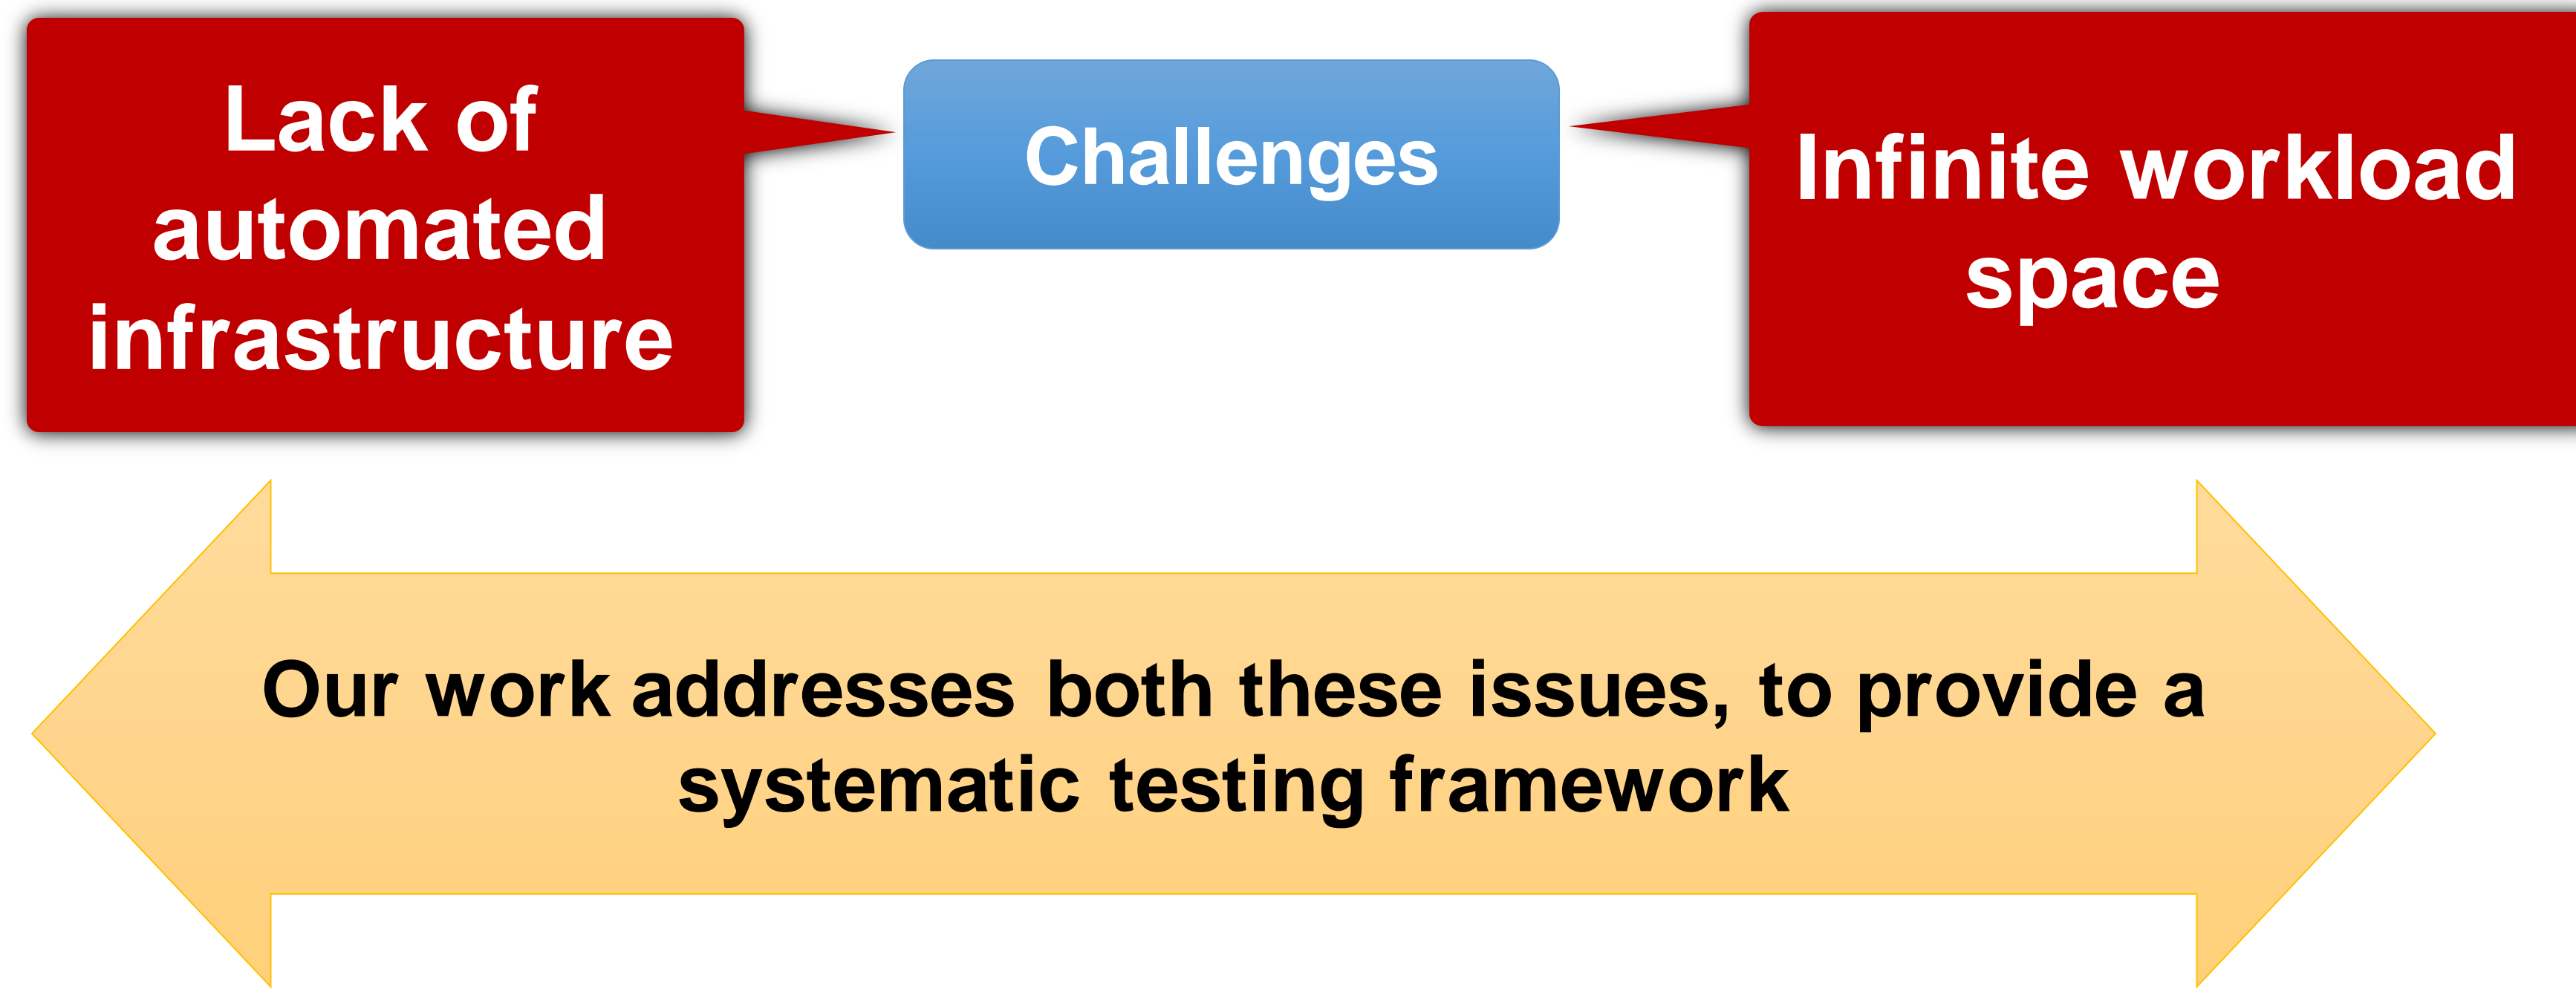 Lack of
automated
infrastructure
Challenges
Infinite workload
space
Our work addresses both these issues, to provide a
systematic testing framework